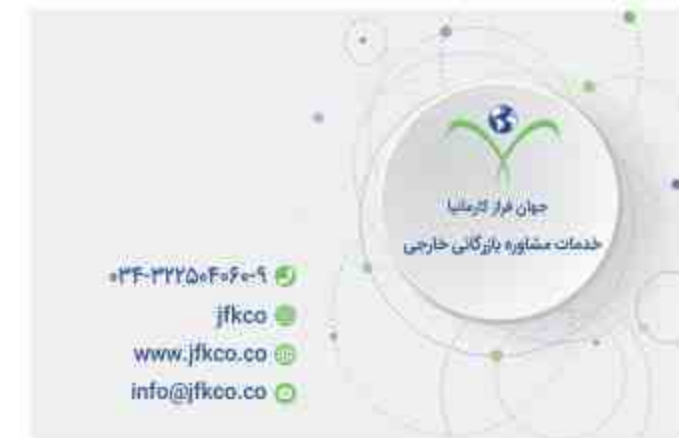 جهان فراز کارمانیا
خدمات مشاوره بازرگانی خارجی
۰۳۴-۳۲۲۵۰۴۰۶۰-۹
jfkco
www.jfkco.co
info@jfkco.co